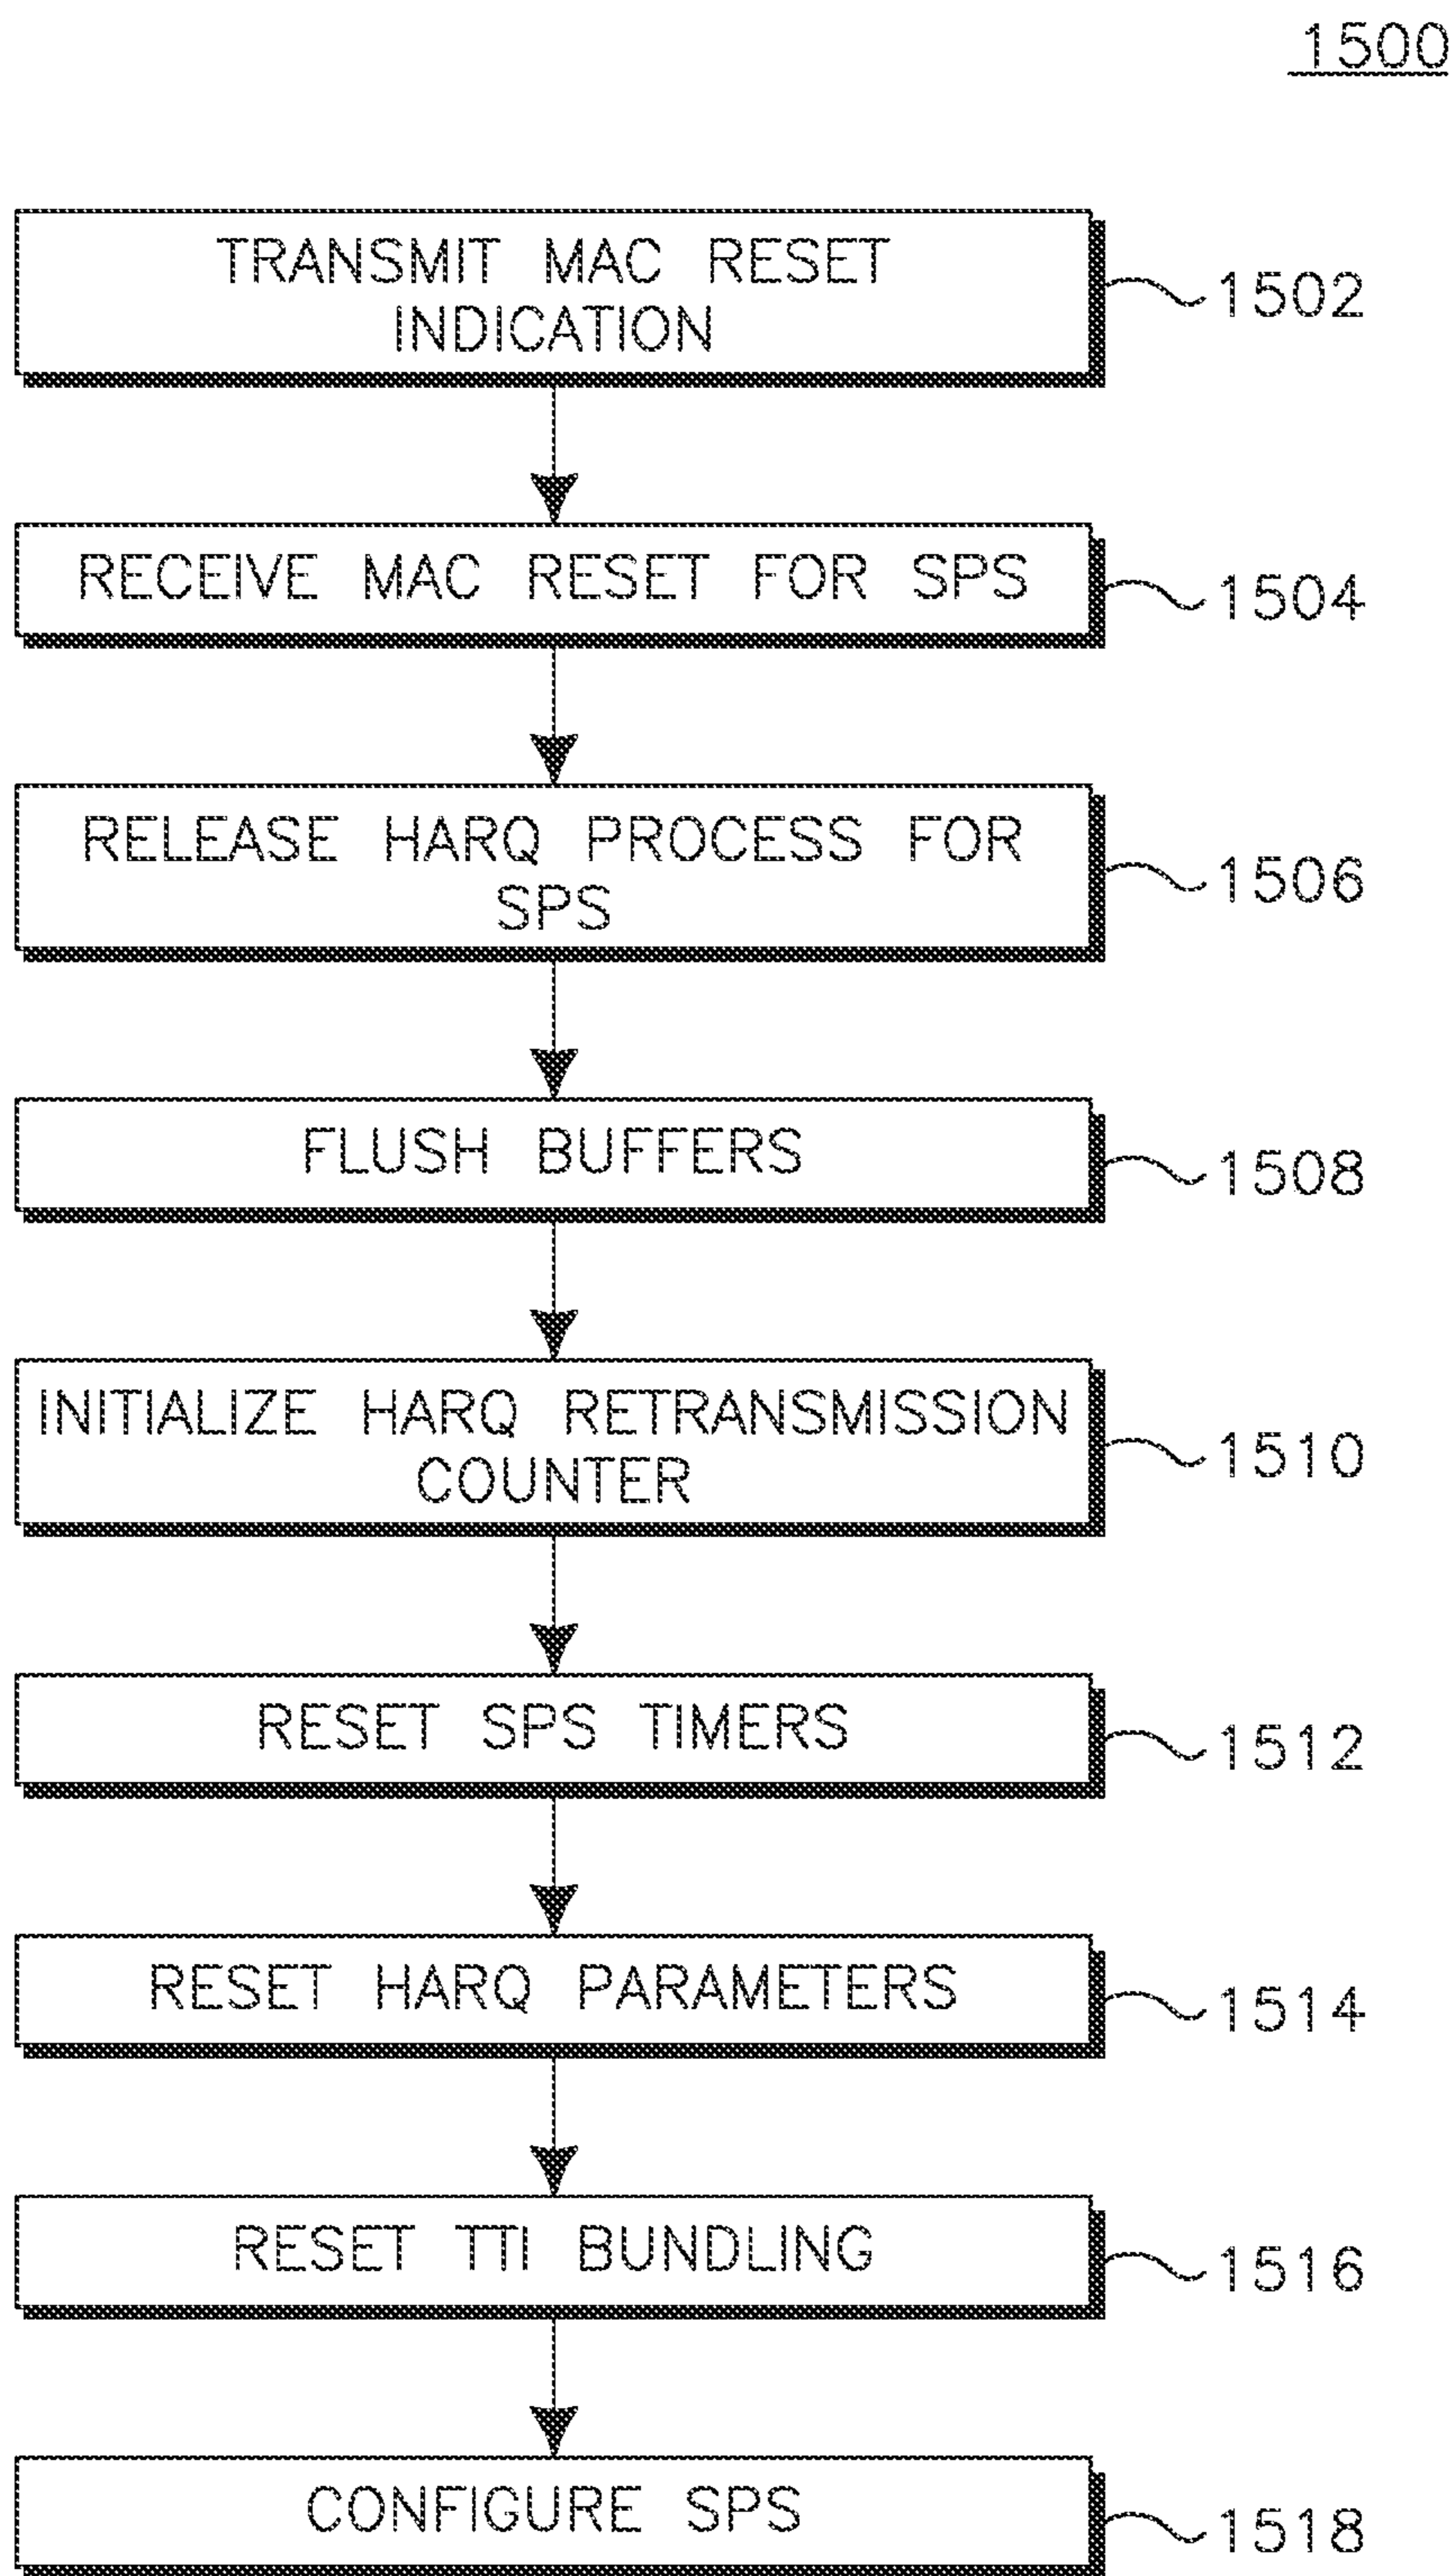 1500
TRANSMIT MAC RESET
INDICATION
1502
RECEIVE MAC RESET FOR SPS
1504
RELEASE HARQ PROCESS FOR
SPS
1506
FLUSH BUFFERS
1508
INITIALIZE HARQ RETRANSMISSION
COUNTER
1510
RESET SPS TIMERS
1512
RESET HARQ PARAMETERS
1514
RESET TTI BUNDLING
1516
CONFIGURE SPS
1518